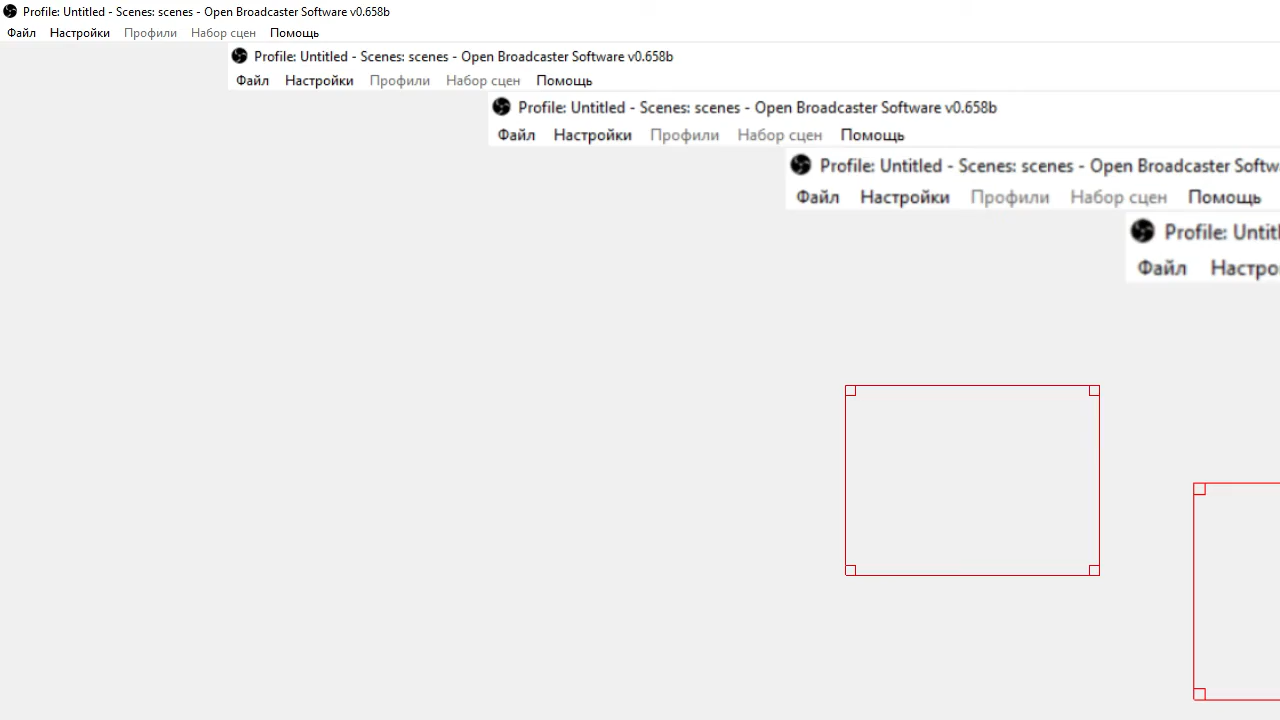 Profile: Untitled - Scenes: scenes - Open Broadcaster Software v0.658b
Файл Настройки Профили Набор сцен Помощь
Profile: Untitled - Scenes: scenes - Open Broadcaster Software v0.658b
Файл Настройки Профили Набор сцен Помощь
Profile: Untitled - Scenes: scenes - Open Broadcaster Software v0.658b
Файл Настройки Профили Набор сцен Помощь
Profile: Untitled - Scenes: scenes - Open Broadcaster Softwa
Файл Настройки Профили Набор сцен Помощь
Profile: Untitl
Файл Настро